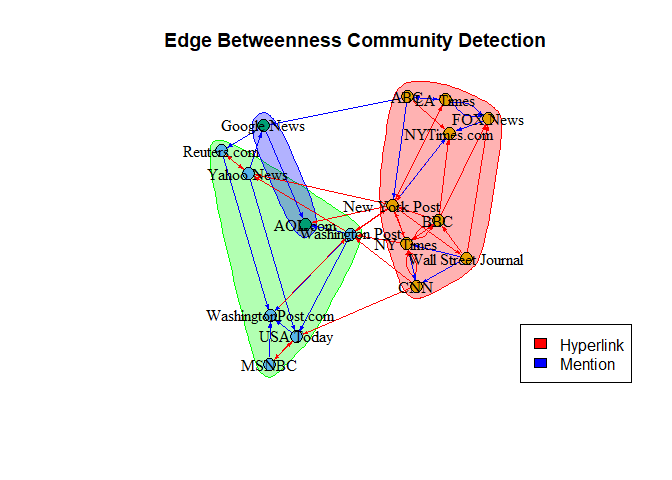 Edge Betweenness Community Detection
ABC
LA Times
FOX News
Google News
NYTimes.com
Reuters.com
Yahoo News
New York Post
BBC
AOL.com
Washington Post
NY Times
Wall Street Journal
CNN
WashingtonPost.com
USA Today
MSNBC
Hyperlink
Mention